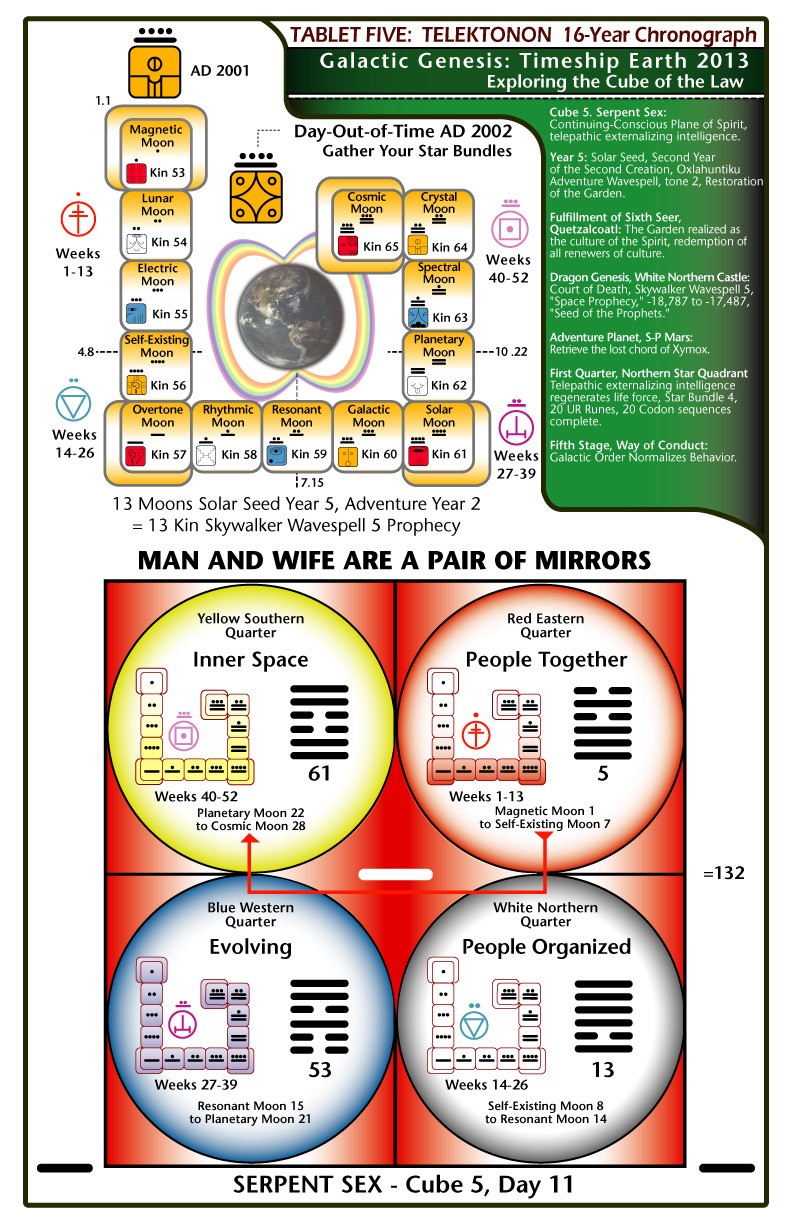 TABLET FIVE: TELEKTONON 16-Year Chronograph
Galactic Genesis: Timeship Earth 2013
Exploring the Cube of the Law
AD 2001
1.1
Magnetic
Moon
Kin 53
Lunar
Moon
Kin 54
Weeks
1-13
Electric
Moon
Kin 55
4.8
Self-Existing
Moon
Kin 56
Weeks
14-26
Overtone
Moon
Kin 57
Rhythmic
Moon
Kin 58
Resonant
Moon
Kin 59
7.15
Galactic
Moon
Kin 60
Solar
Moon
Kin 61
Weeks
27-39
Planetary
Moon
Kin 62
10.22
Spectral
Moon
Kin 63
Crystal
Moon
Kin 64
Weeks
40-52
Cosmic
Moon
Kin 65
Day-Out-of-Time AD 2002
Gather Your Star Bundles
Cube 5. Serpent Sex:
Continuing-Conscious Plane of Spirit,
telepathic externalizing intelligence.
Year 5: Solar Seed, Second Year
of the Second Creation, Oxlahuntiku
Adventure Wavespell, tone 2, Restoration
of the Garden.
Fulfillment of Sixth Seer,
Quetzalcoatl: The Garden realized as
the culture of the Spirit, redemption of
all renewers of culture.
Dragon Genesis, White Northern Castle:
Court of Death, Skywalker Wavespell 5,
"Space Prophecy," -18,787 to -17,487,
"Seed of the Prophets."
Adventure Planet, S-P Mars:
Retrieve the lost chord of Xymox.
First Quarter, Northern Star Quadrant
Telepathic externalizing intelligence
regenerates life force, Star Bundle 4,
20 UR Runes, 20 Codon sequences
complete.
Fifth Stage, Way of Conduct:
Galactic Order Normalizes Behavior.
13 Moons Solar Seed Year 5, Adventure Year 2
= 13 Kin Skywalker Wavespell 5 Prophecy
MAN AND WIFE ARE A PAIR OF MIRRORS
Yellow Southern
Quarter
Inner Space
61
Weeks 40-52
Planetary Moon 22
to Cosmic Moon 28
Red Eastern
Quarter
People Together
5
Weeks 1-13
Magnetic Moon 1
to Self-Existing Moon 7
=132
Blue Western
Quarter
Evolving
53
Weeks 27-39
Resonant Moon 15
to Planetary Moon 21
White Northern
Quarter
People Organized
13
Weeks 14-26
Self-Existing Moon 8
to Resonant Moon 14
SERPENT SEX - Cube 5, Day 11